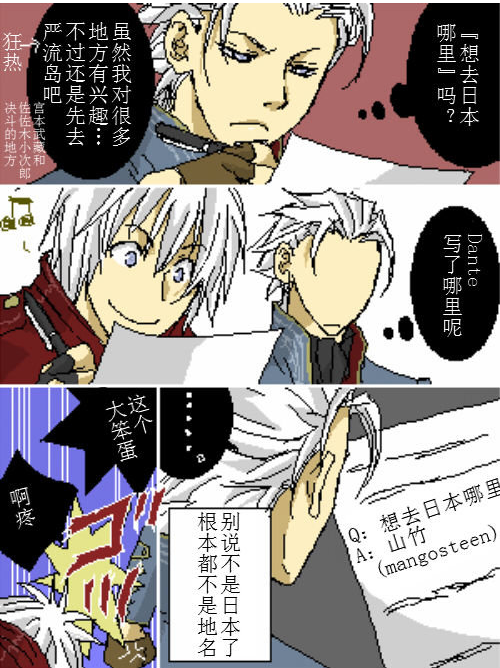 『想去日本
哪里』吗？
虽然我对很多
地方有兴趣…
不过还是先去
严流岛吧
狂热
宫本武藏和
佐佐木小次郎
决斗的地方
Dante
写了哪里呢
Q: 想去日本哪里
A: 山竹
(mangosteen)
别说不是日本了
根本都不是地名
这个
大笨蛋
ゴッ
啊疼